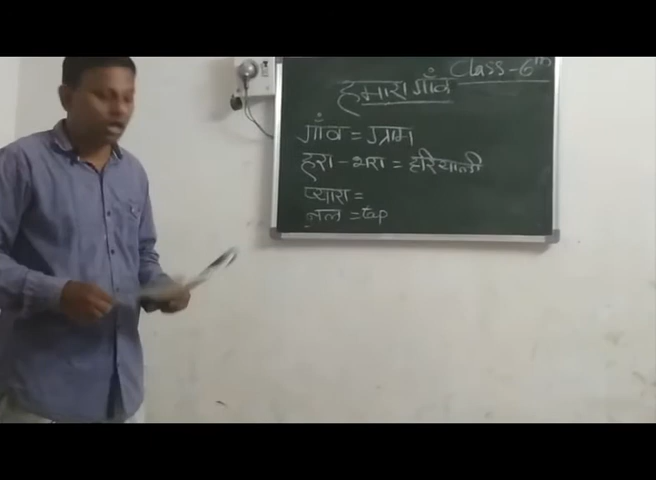 Class-6th
हमारा गाँव
गाँव = ग्राम
हरा-भरा = हरियाली
प्यारा =
नल = tap